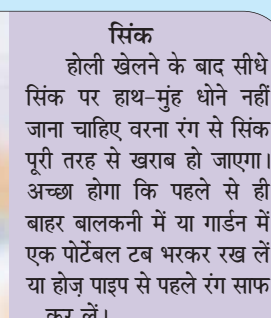 सिंक
होली खेलने के बाद सीधे
सिंक पर हाथ-मुंह धोने नहीं
जाना चाहिए वरना रंग से सिंक
पूरी तरह से खराब हो जाएगा।
अच्छा होगा कि पहले से ही
बाहर बालकनी में या गार्डन में
एक पोर्टेबल टब भरकर रख लें
या होज़ पाइप से पहले रंग साफ
कर लें।